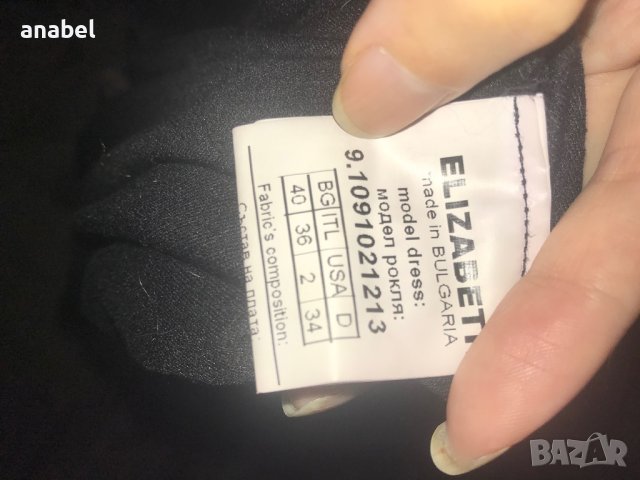 anabel
ELIZABET
made in BULGARIA
model dress:
модел рокля:
9.1091021213
BG ITL USA D
40 36 2 34
Fabric's composition:
Състав на плата:
BAZAR